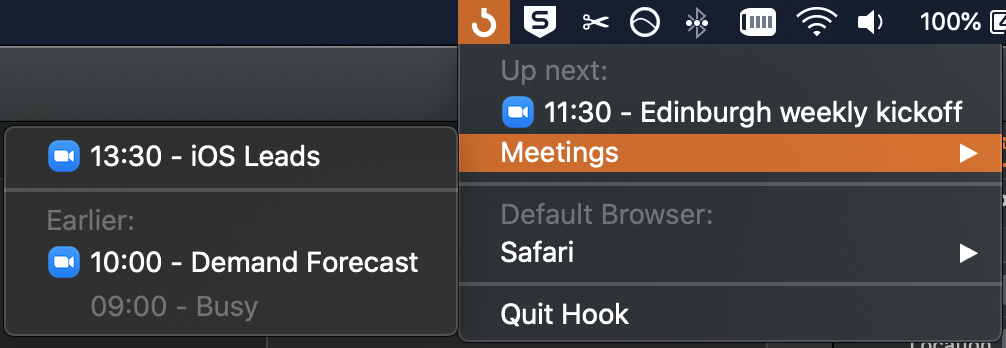 100%
Up next:
11:30 - Edinburgh weekly kickoff
Meetings
13:30 - iOS Leads
Earlier:
10:00 - Demand Forecast
09:00 - Busy
Default Browser:
Safari
Quit Hook